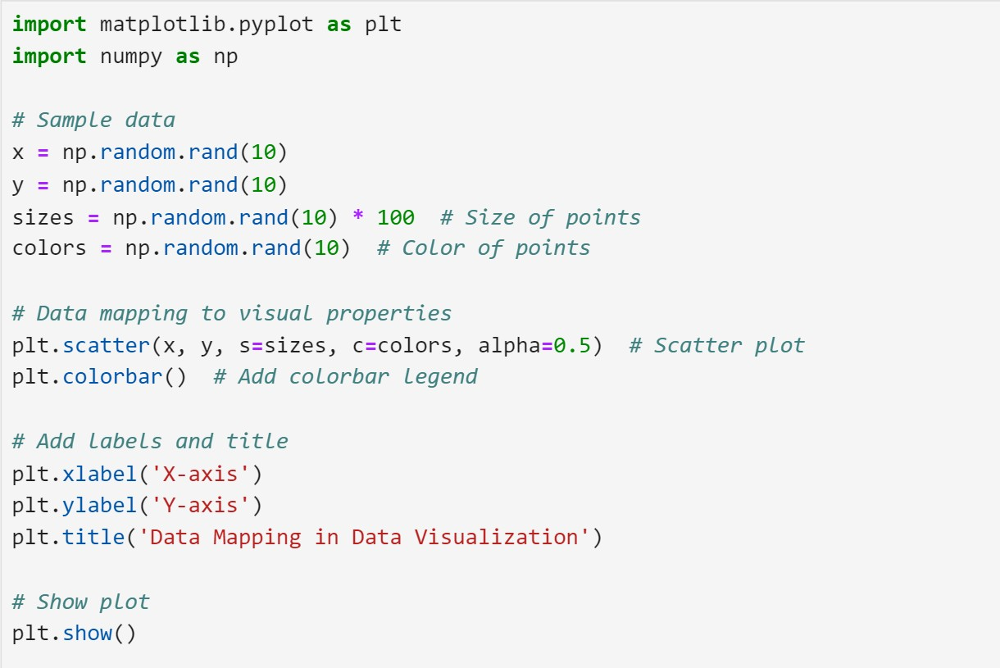 import matplotlib.pyplot as plt
import numpy as np
# Sample data
x = np.random.rand(10)
y = np.random.rand(10)
sizes = np.random.rand(10) * 100  # Size of points
colors = np.random.rand(10)  # Color of points
# Data mapping to visual properties
plt.scatter(x, y, s=sizes, c=colors, alpha=0.5)  # Scatter plot
plt.colorbar()  # Add colorbar legend
# Add labels and title
plt.xlabel('X-axis')
plt.ylabel('Y-axis')
plt.title('Data Mapping in Data Visualization')
# Show plot
plt.show()